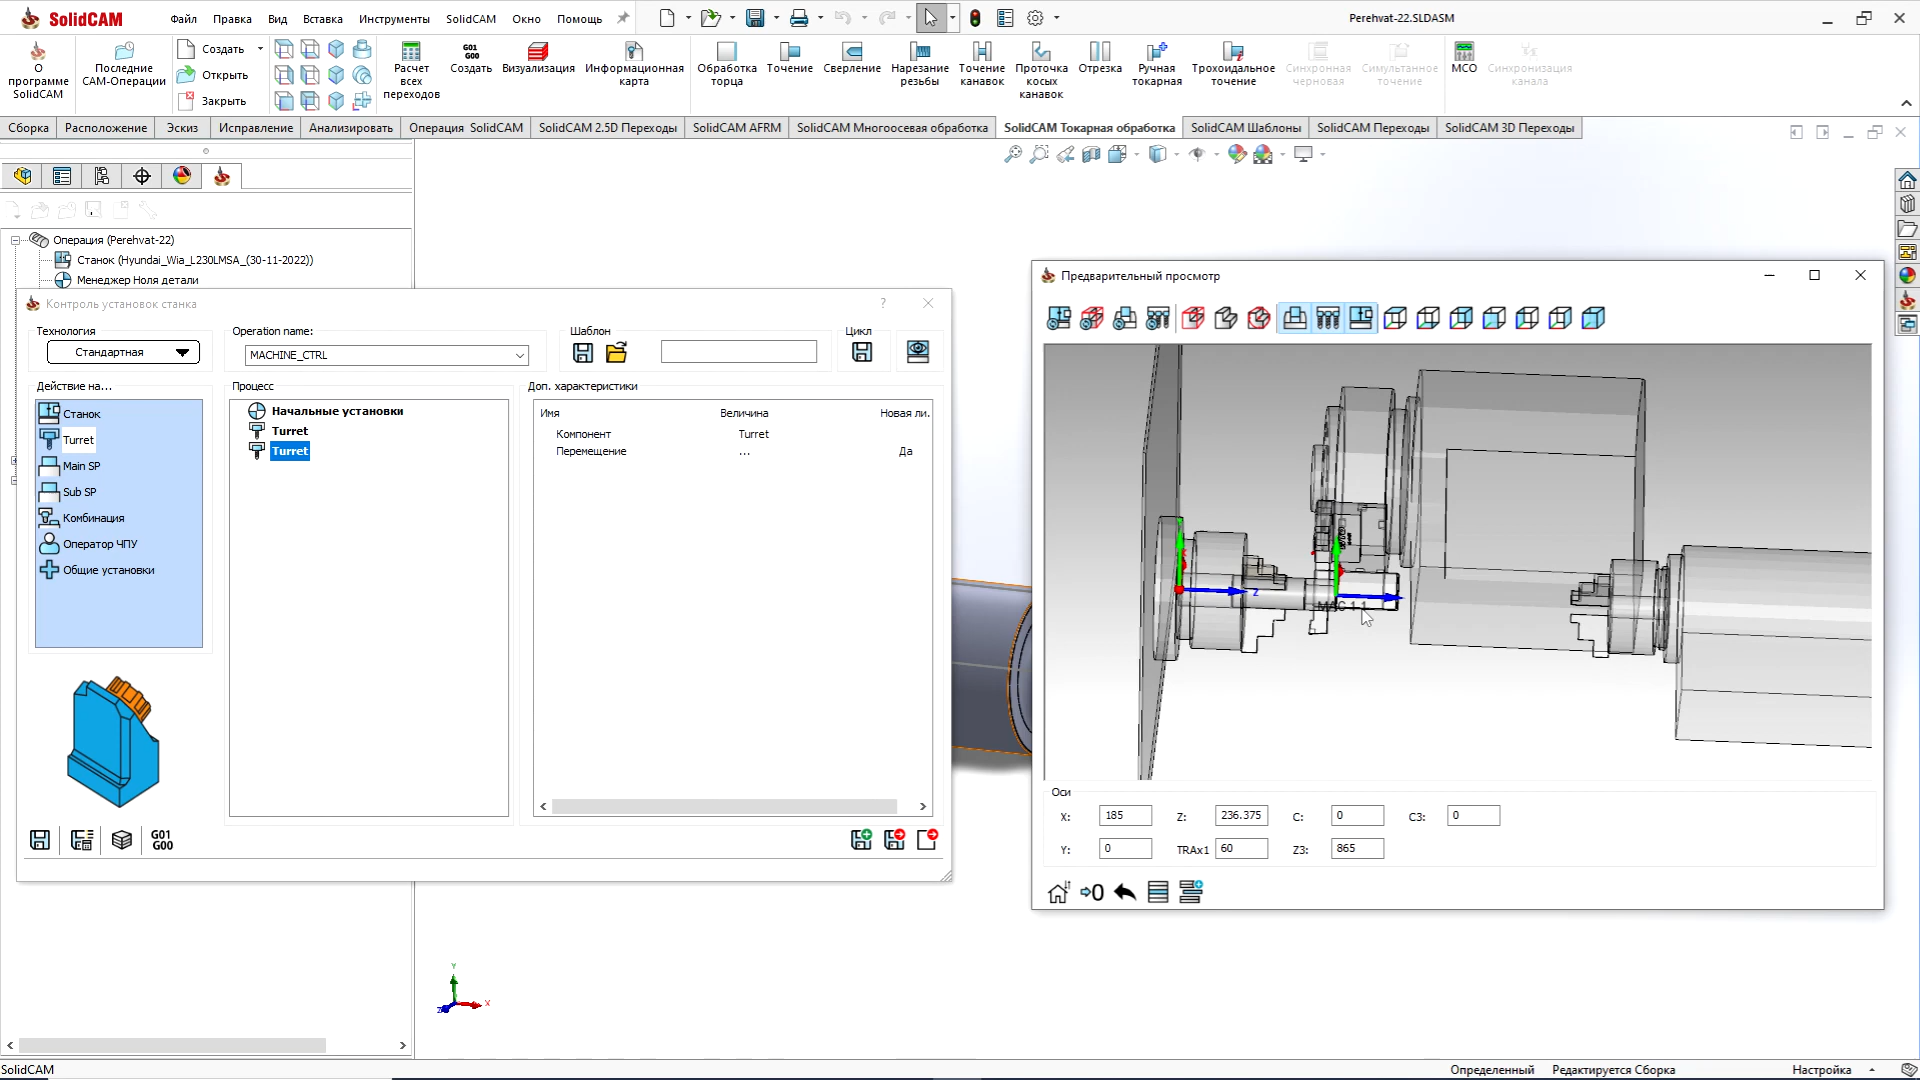 SolidCAM
Файл Правка Вид Вставка Инструменты SolidCAM Окно Помощь
Perehvat-22.SLDASM
О программе SolidCAM
Последние CAM-Операции
Создать
Открыть
Закрыть
Расчет всех переходов
G01 G00 Создать
Визуализация
Информационная карта
Обработка торца
Точение
Сверление
Нарезание резьбы
Точение канавок
Проточка косых канавок
Отрезка
Ручная токарная
Трохоидальное точение
Синхронная черновая
Симультанное точение
MCO
Синхронизация канала
Сборка Расположение Эскиз Исправление Анализировать Операция SolidCAM SolidCAM 2.5D Переходы SolidCAM AFRM SolidCAM Многоосевая обработка SolidCAM Токарная обработка SolidCAM Шаблоны SolidCAM Переходы SolidCAM 3D Переходы
Операция (Perehvat-22)
Станок (Hyundai_Wia_L230LMSA_(30-11-2022))
Менеджер Ноля детали
Контроль установок станка ?
Технология
Стандартная
Operation name:
MACHINE_CTRL
Шаблон
Цикл
Действие на...
Станок
Turret
Main SP
Sub SP
Комбинация
Оператор ЧПУ
Общие установки
Процесс
Начальные установки
Turret
Turret
Доп. характеристики
Имя Величина Новая ли.
Компонент Turret
Перемещение ... Да
G01
G00
Предварительный просмотр
Z
MAC 1 1
Оси
X: 185 Z: 236.375 C: 0 C3: 0
Y: 0 TRAx1 60 Z3: 865
Y
X
Z
SolidCAM
Определенный Редактируется Сборка Настройка